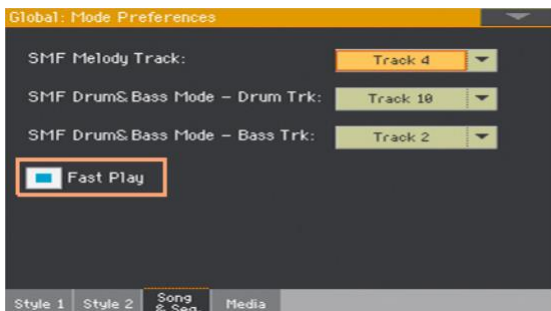 Global: Mode Preferences
SMF Melody Track: Track 4
SMF Drum&Bass Mode - Drum Trk: Track 10
SMF Drum&Bass Mode - Bass Trk: Track 2
Fast Play
Style 1 Style 2 Song & Seq. Media